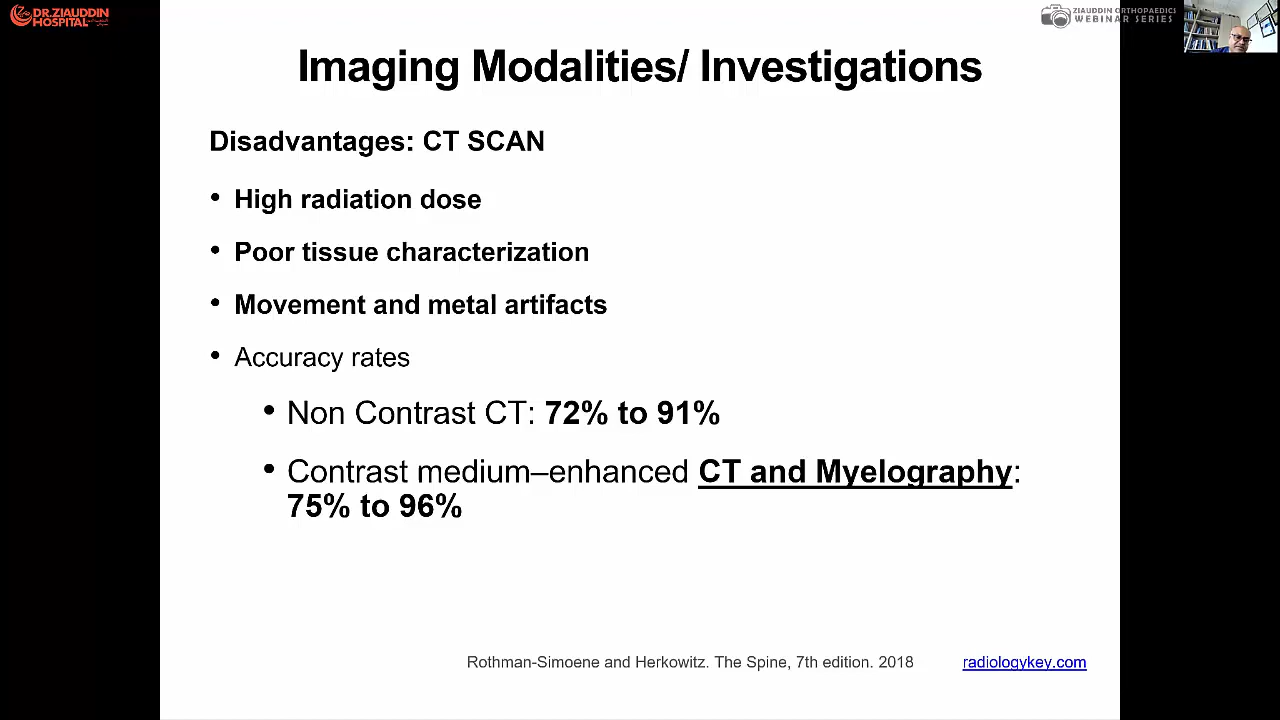 DR.ZIAUDDIN
HOSPITAL
ZIAUDDIN ORTHOPAEDICS
WEBINAR SERIES
Imaging Modalities/ Investigations
Disadvantages: CT SCAN
• High radiation dose
• Poor tissue characterization
• Movement and metal artifacts
• Accuracy rates
• Non Contrast CT: 72% to 91%
• Contrast medium–enhanced CT and Myelography:
75% to 96%
Rothman-Simoene and Herkowitz. The Spine, 7th edition. 2018
radiologykey.com